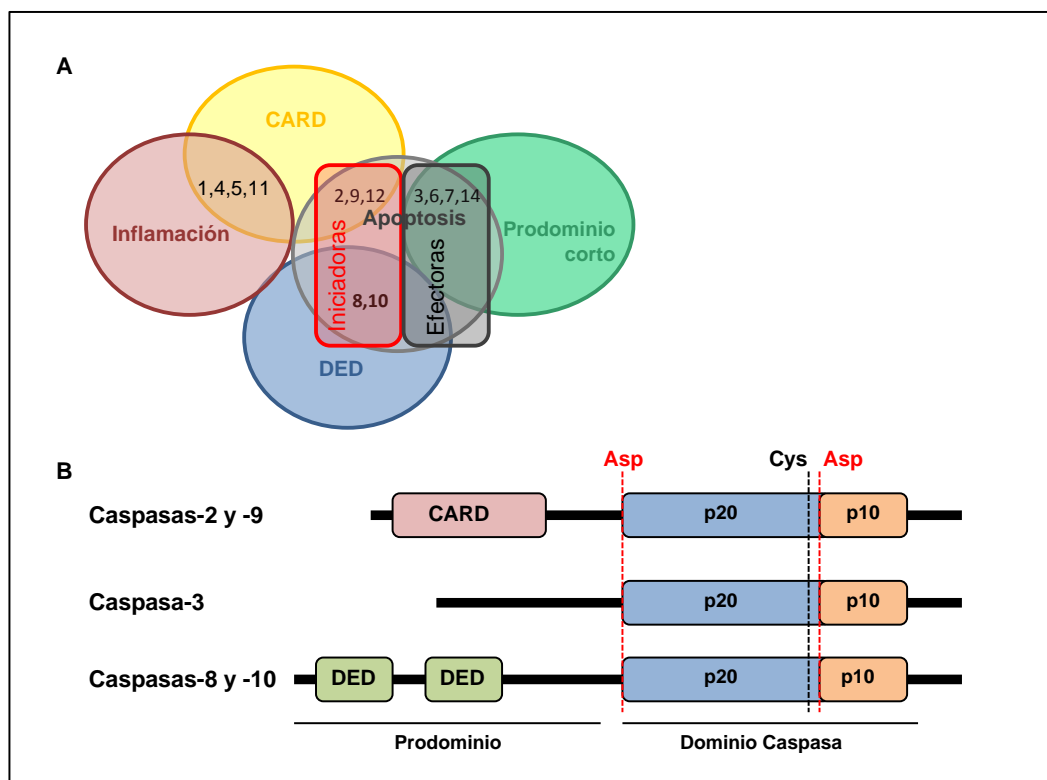 A
CARD
1,4,5,11
2,9,12
3,6,7,14
Apoptosis
Inflamación
Prodominio
corto
Iniciadoras
Efectoras
8,10
DED
B
Asp
Cys
Asp
Caspasas-2 y -9
CARD
p20
p10
Caspasa-3
p20
p10
Caspasas-8 y -10
DED
DED
p20
p10
Prodominio
Dominio Caspasa